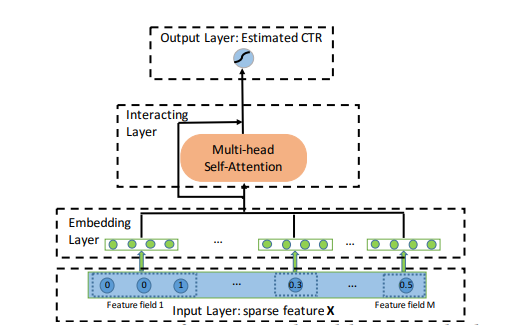 Output Layer: Estimated CTR
Interacting
Layer
Multi-head
Self-Attention
Embedding
Layer
... ...
0 0 1 ... 0.3 ... 0.5
Feature field 1 Feature field M
Input Layer: sparse feature X